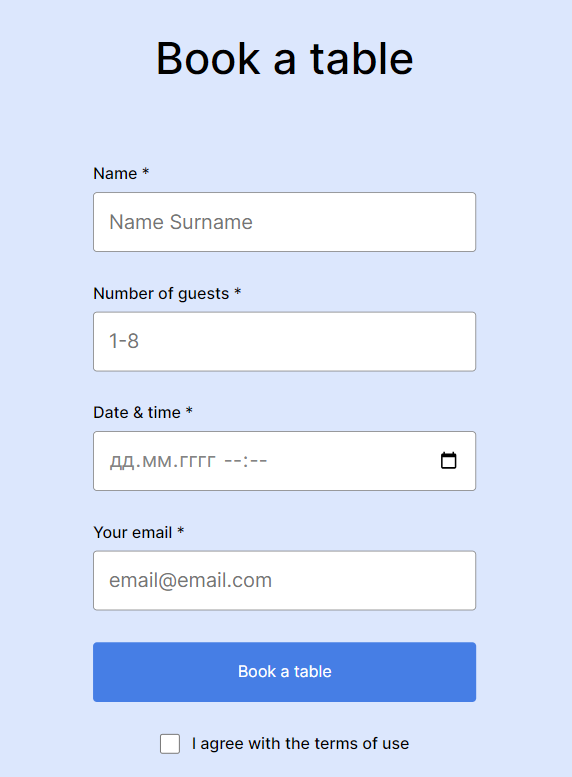 Book a table
Name *
Name Surname
Number of guests *
1-8
Date & time *
дд.мм.гггг --:--
Your email *
email@email.com
Book a table
I agree with the terms of use